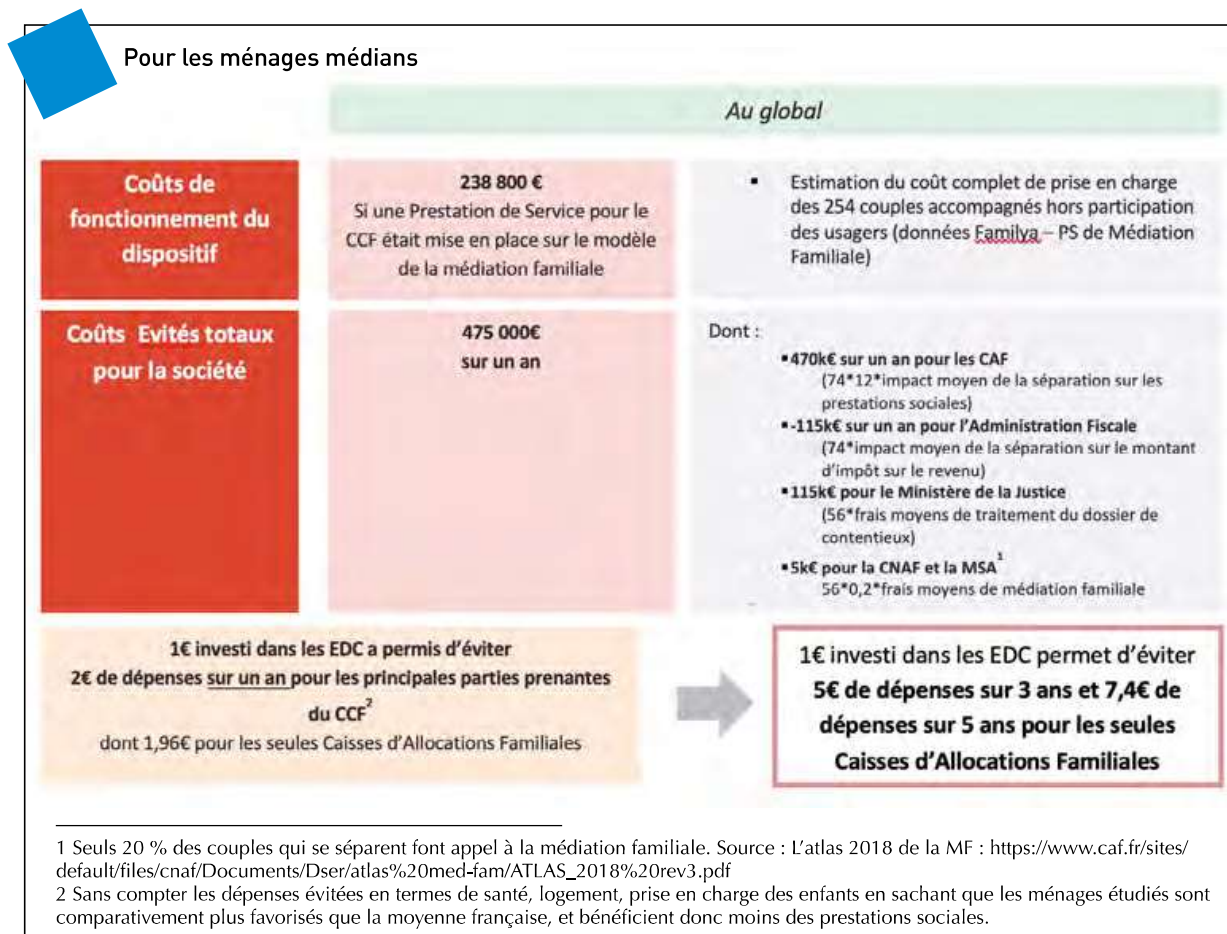 Pour les ménages médians
Au global
Coûts de
fonctionnement du
dispositif
238 800 €
Si une Prestation de Service pour le
CCF était mise en place sur le modèle
de la médiation familiale
▪ Estimation du coût complet de prise en charge
des 254 couples accompagnés hors participation
des usagers (données Familya – PS de Médiation
Familiale)
Coûts Evités totaux
pour la société
475 000€
sur un an
Dont :
▪470k€ sur un an pour les CAF
(74*12*impact moyen de la séparation sur les
prestations sociales)
▪-115k€ sur un an pour l'Administration Fiscale
(74*impact moyen de la séparation sur le montant
d'impôt sur le revenu)
▪115k€ pour le Ministère de la Justice
(56*frais moyens de traitement du dossier de
contentieux)
▪5k€ pour la CNAF et la MSA1
56*0,2*frais moyens de médiation familiale
1€ investi dans les EDC a permis d'éviter
2€ de dépenses sur un an pour les principales parties prenantes
du CCF2
dont 1,96€ pour les seules Caisses d'Allocations Familiales
1€ investi dans les EDC permet d'éviter
5€ de dépenses sur 3 ans et 7,4€ de
dépenses sur 5 ans pour les seules
Caisses d'Allocations Familiales
1 Seuls 20 % des couples qui se séparent font appel à la médiation familiale. Source : L'atlas 2018 de la MF : https://www.caf.fr/sites/
default/files/cnaf/Documents/Dser/atlas%20med-fam/ATLAS_2018%20rev3.pdf
2 Sans compter les dépenses évitées en termes de santé, logement, prise en charge des enfants en sachant que les ménages étudiés sont
comparativement plus favorisés que la moyenne française, et bénéficient donc moins des prestations sociales.